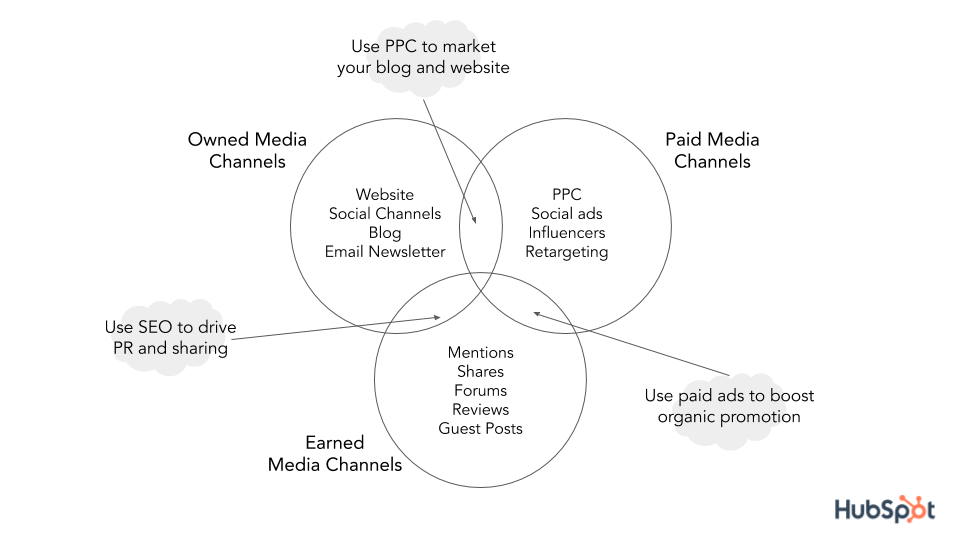 Use PPC to market
your blog and website
Owned Media
Channels
Paid Media
Channels
Website
Social Channels
Blog
Email Newsletter
PPC
Social ads
Influencers
Retargeting
Use SEO to drive
PR and sharing
Mentions
Shares
Forums
Reviews
Guest Posts
Use paid ads to boost
organic promotion
Earned
Media Channels
HubSpot